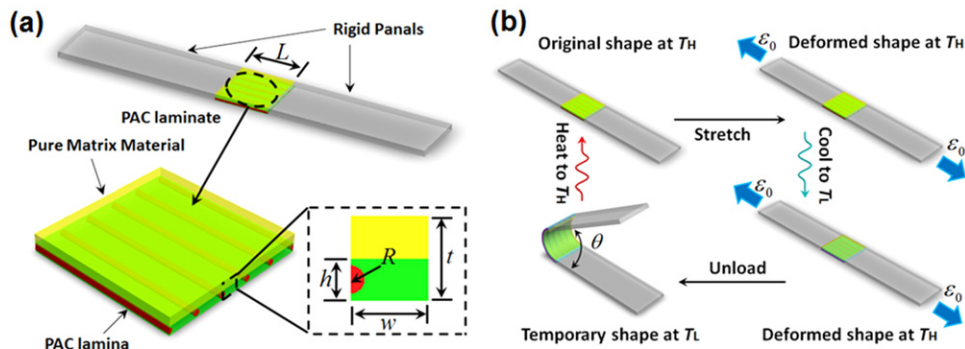 (a)
Rigid Panals
L
PAC laminate
Pure Matrix Material
R
h
t
w
PAC lamina
(b)
Original shape at TH
Deformed shape at TH
ε0
Stretch
ε0
Heat to TH
Cool to TL
ε0
θ
Unload
ε0
Temporary shape at TL
Deformed shape at TH